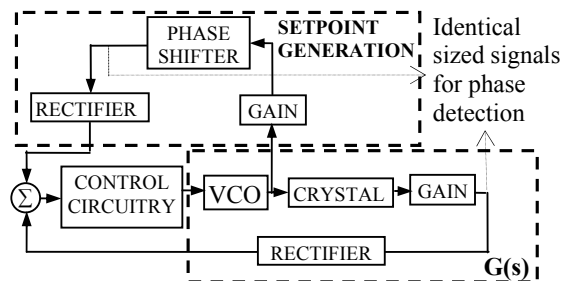 PHASE
SHIFTER
SETPOINT
GENERATION
Identical
sized signals
for phase
detection
RECTIFIER
GAIN
Σ
CONTROL
CIRCUITRY
VCO
CRYSTAL
GAIN
RECTIFIER
G(s)